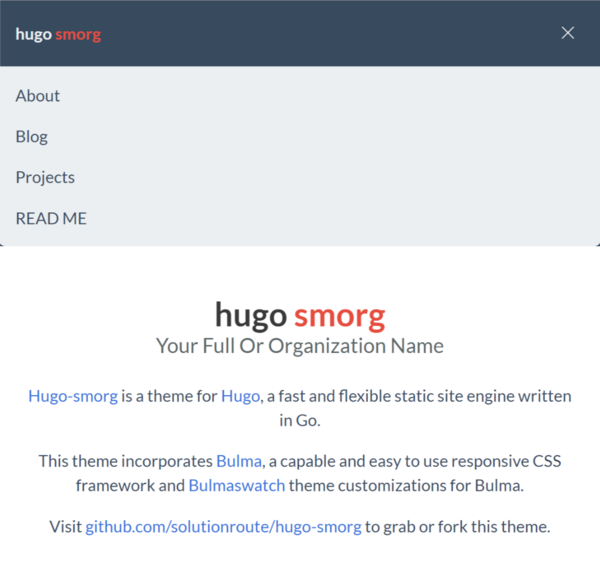 hugo smorg
About
Blog
Projects
READ ME
hugo smorg
Your Full Or Organization Name
Hugo-smorg is a theme for Hugo, a fast and flexible static site engine written
in Go.
This theme incorporates Bulma, a capable and easy to use responsive CSS
framework and Bulmaswatch theme customizations for Bulma.
Visit github.com/solutionroute/hugo-smorg to grab or fork this theme.